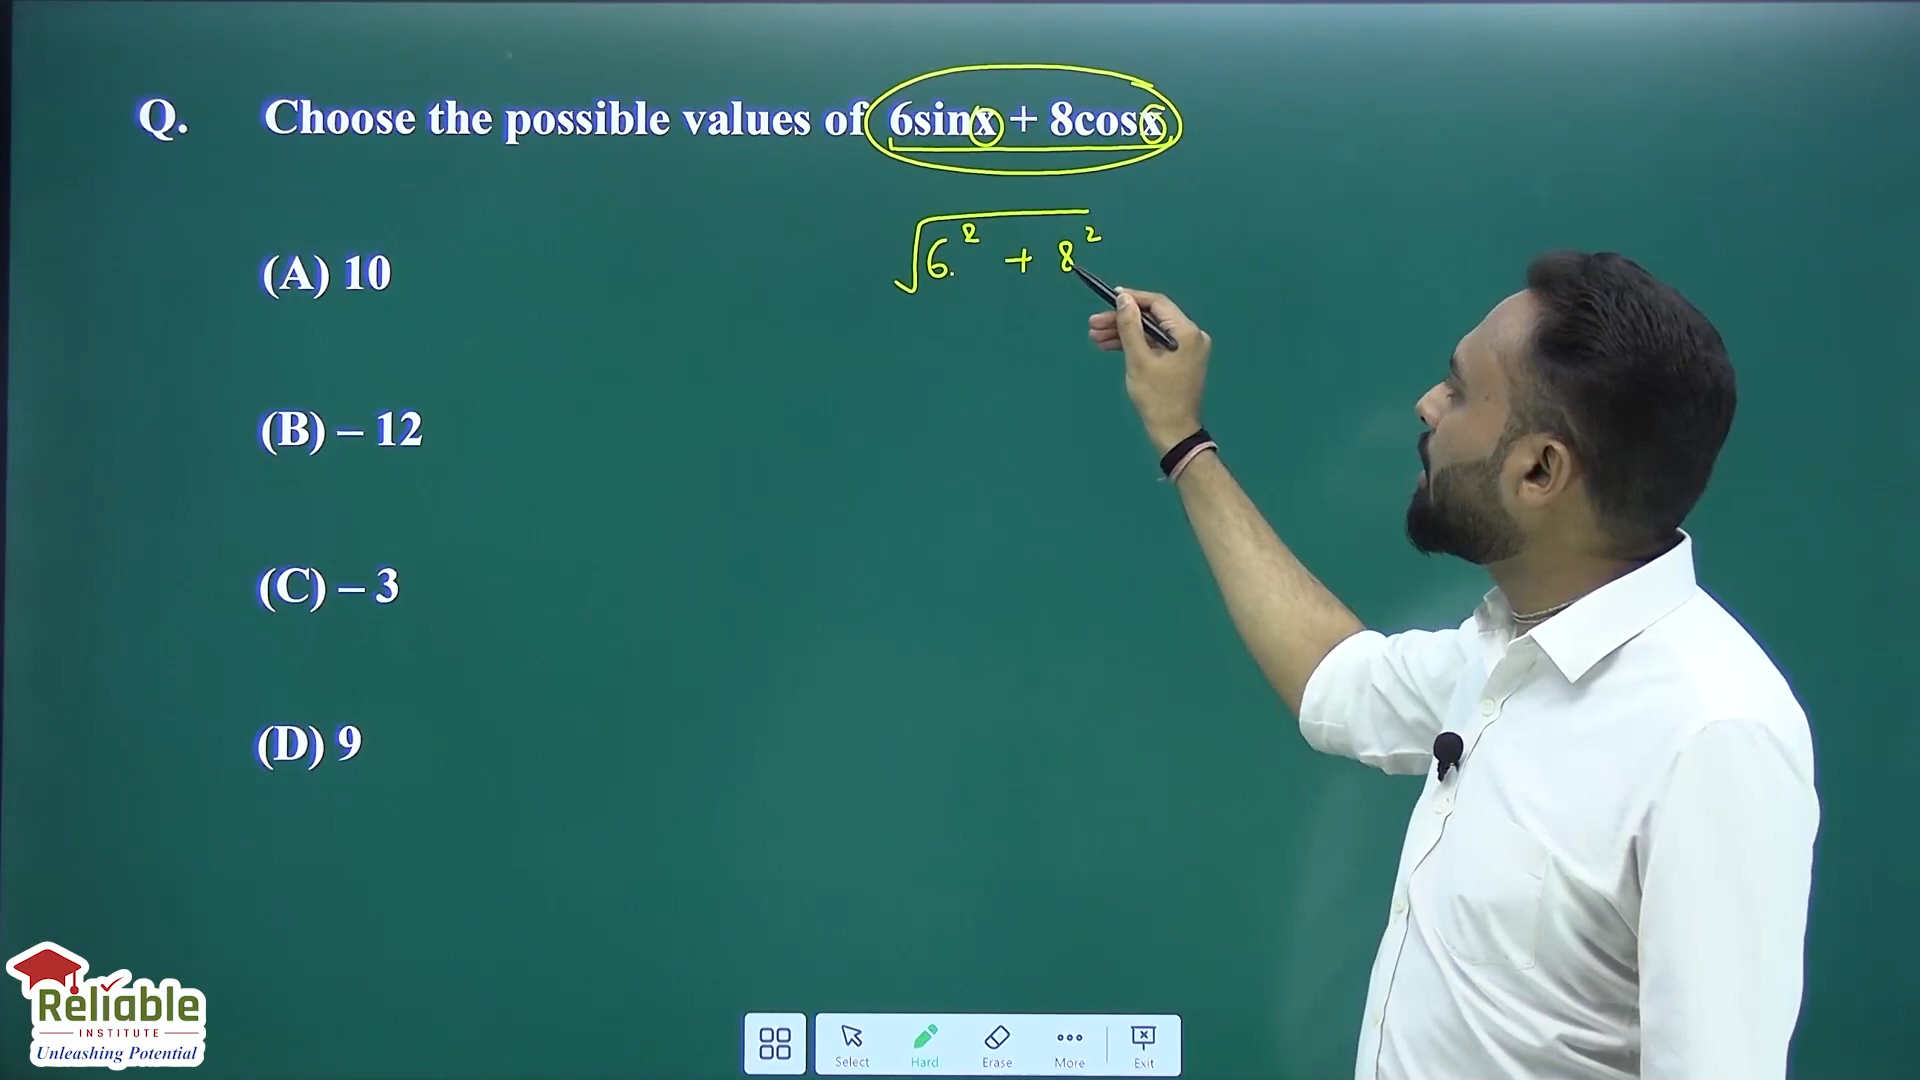 Q. Choose the possible values of 6sinx + 8cosx
√6² + 8²
(A) 10
(B) – 12
(C) – 3
(D) 9
Reliable
INSTITUTE
Unleashing Potential
Select Hard Erase More Exit